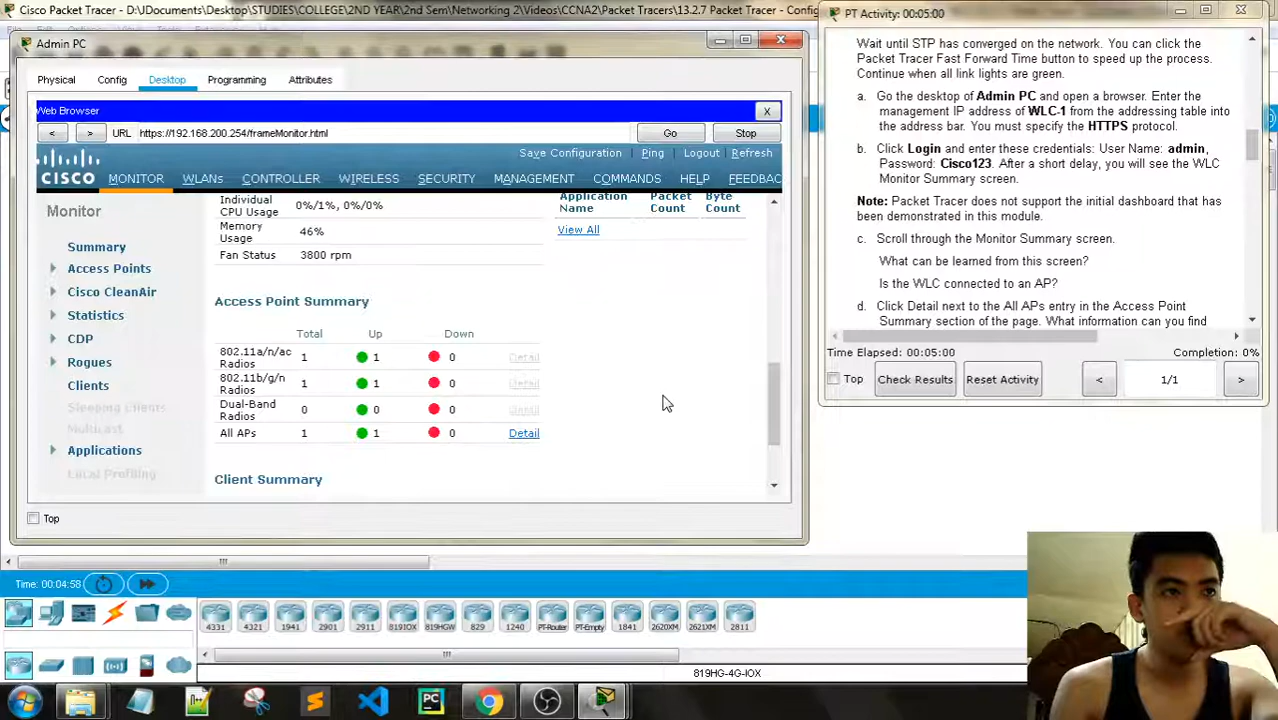 Cisco Packet Tracer - D:\UDocuments\Desktop\STUDIES\COLLEGE\2ND YEAR\2nd Sem\Networking 2\Videos\CCNA2\Packet Tracers\13.2.7 Packet Tracer - Config
Admin PC
Physical Config Desktop Programming Attributes
Web Browser X
< > URL https://192.168.200.254/frameMonitor.html Go Stop
Save Configuration Ping Logout Refresh
CISCO MONITOR WLANs CONTROLLER WIRELESS SECURITY MANAGEMENT COMMANDS HELP FEEDBAC
Monitor
Summary
Access Points
Cisco CleanAir
Statistics
CDP
Rogues
Clients
Sleeping Clients
Multicast
Applications
Local Profiling
Individual CPU Usage 0%/1%, 0%/0%
Memory Usage 46%
Fan Status 3800 rpm
Application Name Packet Count Byte Count
View All
Access Point Summary
Total Up Down
802.11a/n/ac Radios 1 1 0 Detail
802.11b/g/n Radios 1 1 0 Detail
Dual-Band Radios 0 0 0 Detail
All APs 1 1 0 Detail
Client Summary
Top
PT Activity: 00:05:00
Wait until STP has converged on the network. You can click the
Packet Tracer Fast Forward Time button to speed up the process.
Continue when all link lights are green.
a. Go the desktop of Admin PC and open a browser. Enter the
management IP address of WLC-1 from the addressing table into
the address bar. You must specify the HTTPS protocol.
b. Click Login and enter these credentials: User Name: admin,
Password: Cisco123. After a short delay, you will see the WLC
Monitor Summary screen.
Note: Packet Tracer does not support the initial dashboard that has
been demonstrated in this module.
c. Scroll through the Monitor Summary screen.
What can be learned from this screen?
Is the WLC connected to an AP?
d. Click Detail next to the All APs entry in the Access Point
Summary section of the page. What information can you find
Time Elapsed: 00:05:00 Completion: 0%
Top Check Results Reset Activity < 1/1 >
Time: 00:04:58
4331 4321 1941 2901 2911 819IOX 819HGW 829 1240 PT-Router PT-Empty 1841 2620XM 2621XM 2811
819HG-4G-IOX
PC